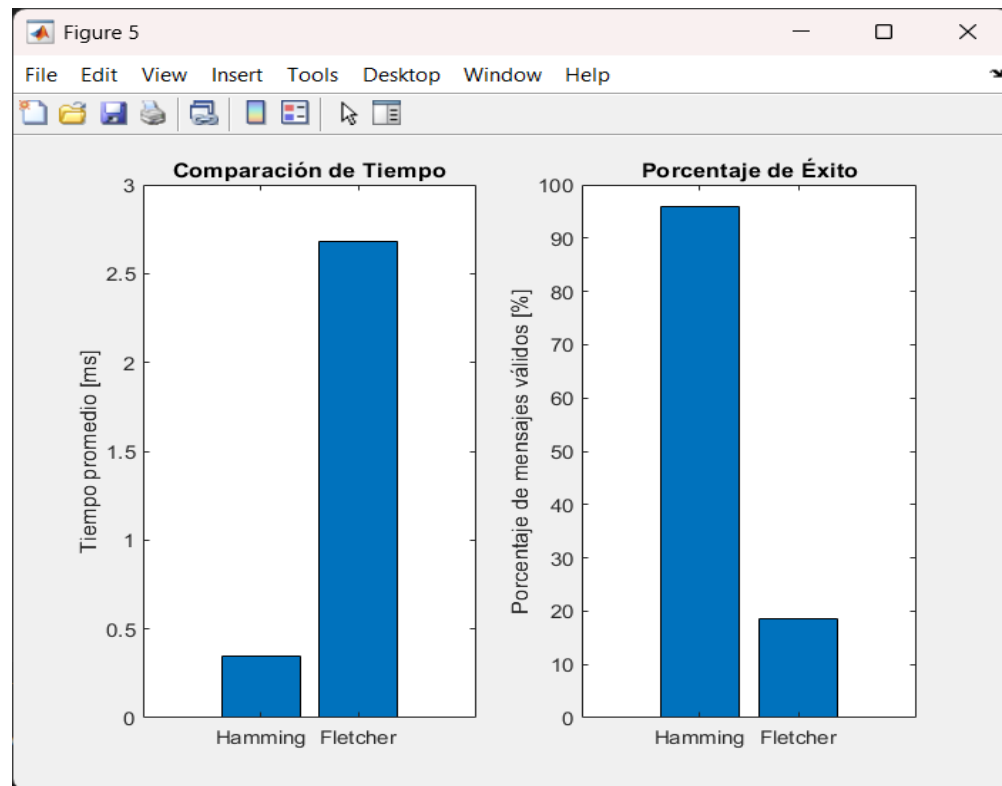 Figure 5
File Edit View Insert Tools Desktop Window Help
Comparación de Tiempo
3
2.5
2
1.5
1
0.5
0
Tiempo promedio [ms]
Hamming Fletcher
Porcentaje de Éxito
100
90
80
70
60
50
40
30
20
10
0
Porcentaje de mensajes válidos [%]
Hamming Fletcher